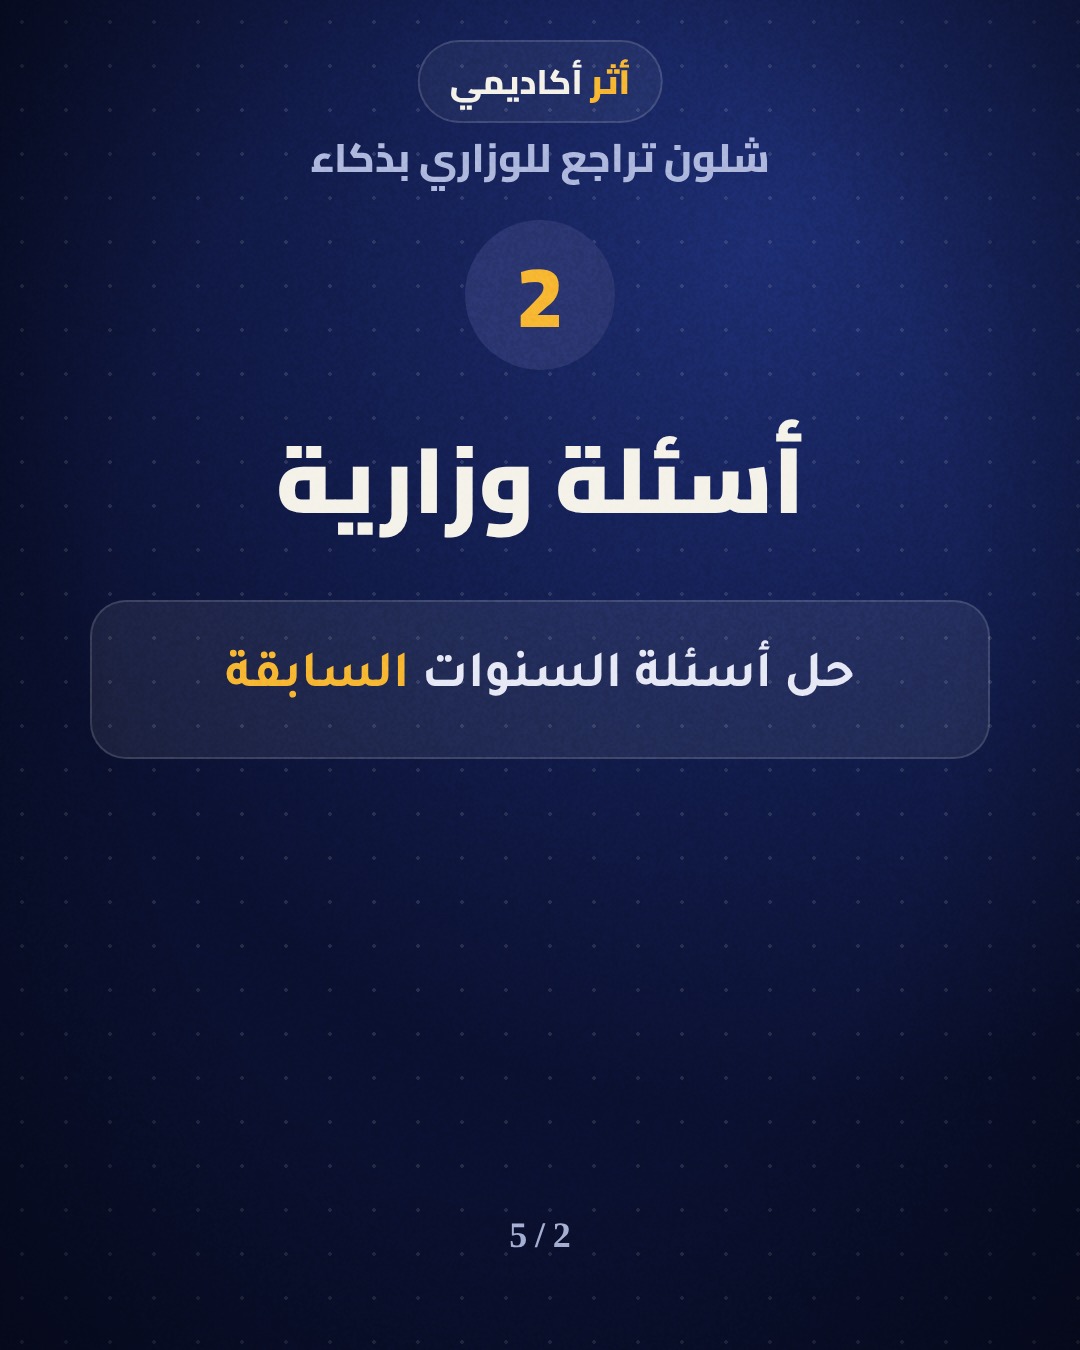 أثر أكاديمي
شلون تراجع للوزاري بذكاء
2
أسئلة وزارية
حل أسئلة السنوات السابقة
5 / 2